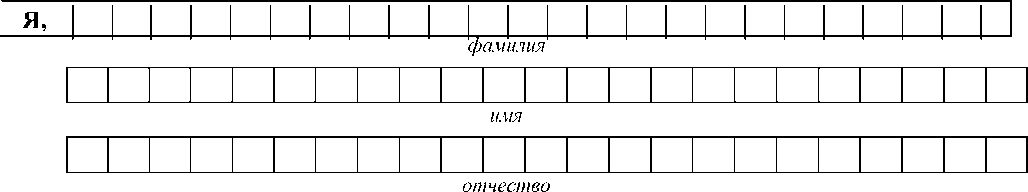 Я,
фамилия
имя
отчество